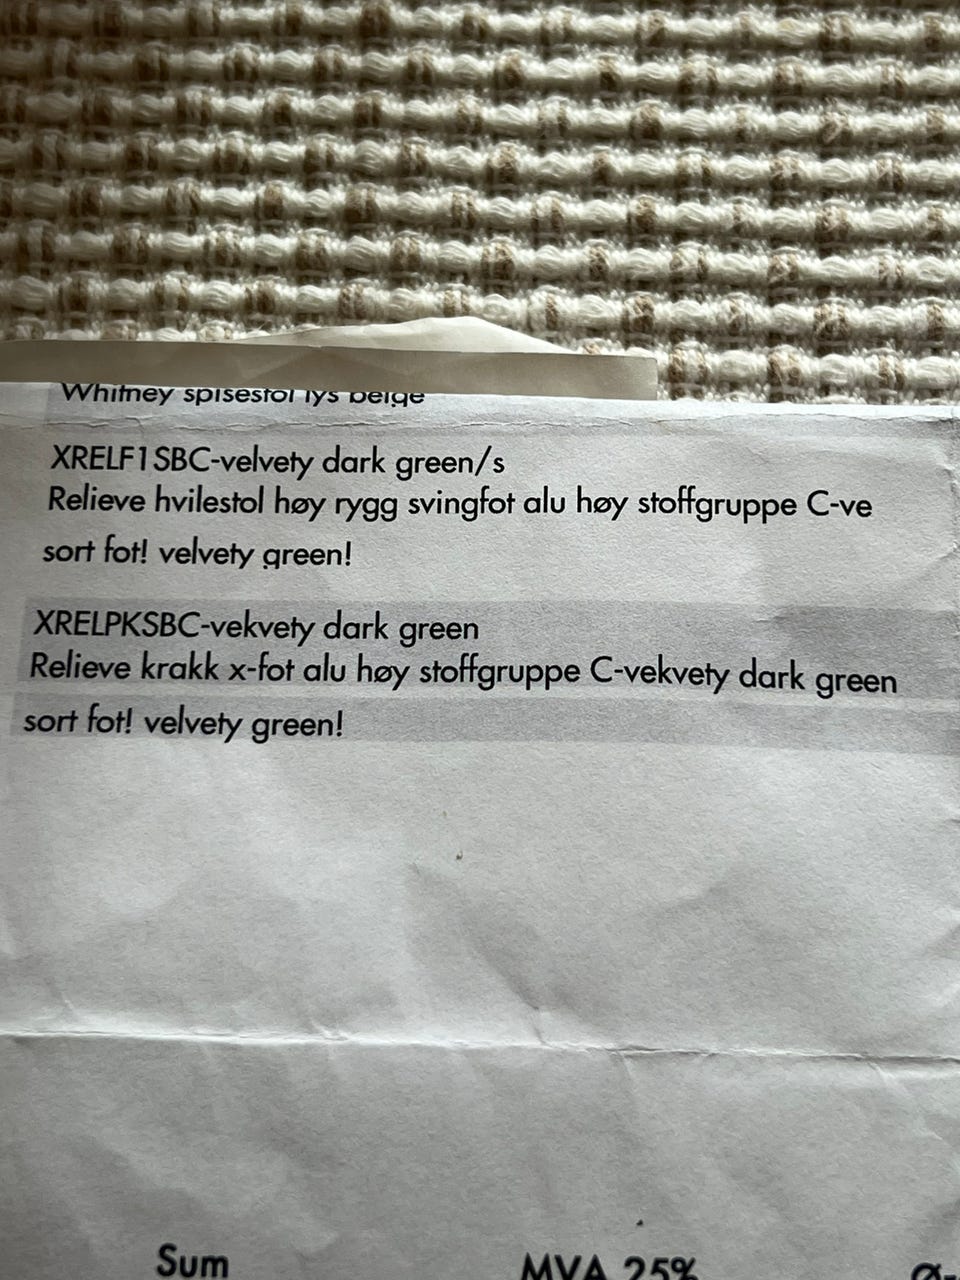 Whitney spisestol lys beige
XRELF1SBC-velvety dark green/s
Relieve hvilestol høy rygg svingfot alu høy stoffgruppe C-ve
sort fot! velvety green!
XRELPKSBC-vekvety dark green
Relieve krakk x-fot alu høy stoffgruppe C-vekvety dark green
sort fot! velvety green!
Sum MVA 25% Ø-